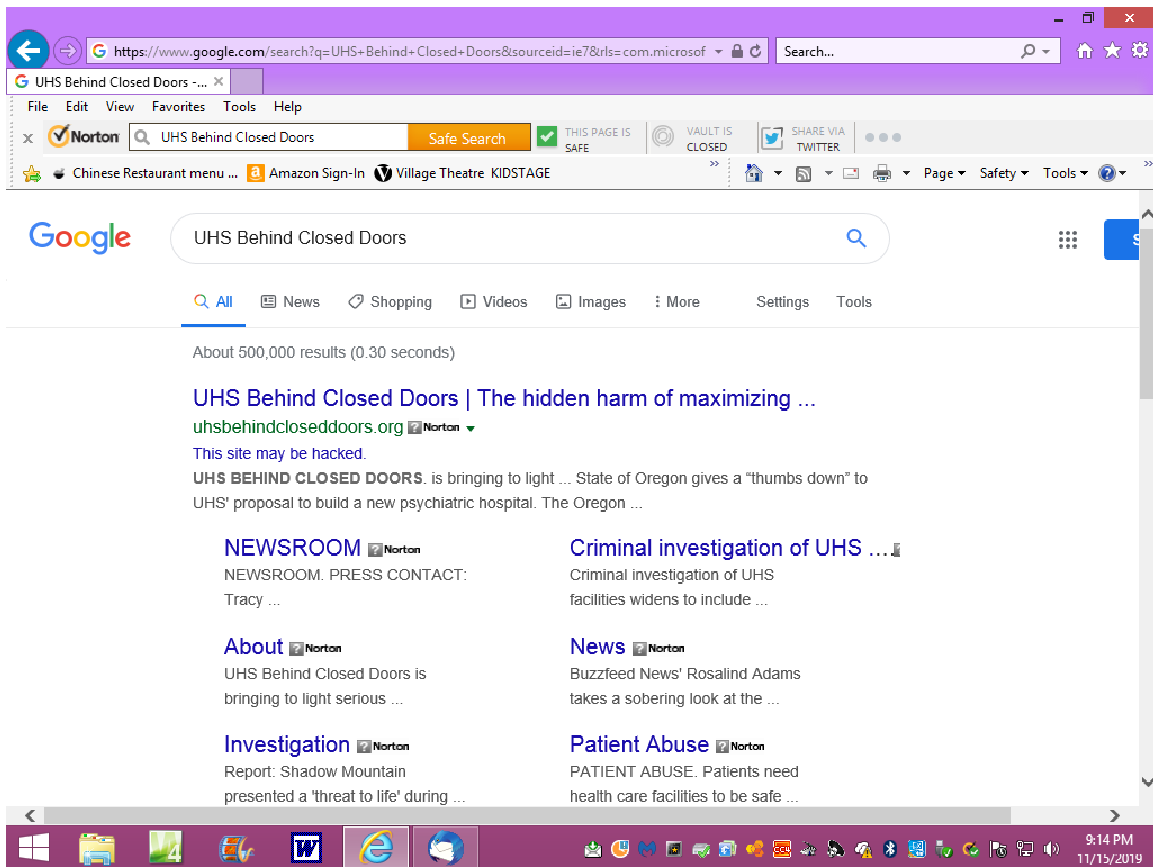 https://www.google.com/search?q=UHS+Behind+Closed+Doors&sourceid=ie7&rls=com.microsof
Search...
UHS Behind Closed Doors -...
File Edit View Favorites Tools Help
x Norton UHS Behind Closed Doors Safe Search THIS PAGE IS SAFE VAULT IS CLOSED SHARE VIA TWITTER
Chinese Restaurant menu ... Amazon Sign-In Village Theatre KIDSTAGE Page Safety Tools
Google UHS Behind Closed Doors S
All News Shopping Videos Images More Settings Tools
About 500,000 results (0.30 seconds)
UHS Behind Closed Doors | The hidden harm of maximizing ...
uhsbehindcloseddoors.org Norton
This site may be hacked.
UHS BEHIND CLOSED DOORS. is bringing to light ... State of Oregon gives a “thumbs down” to
UHS' proposal to build a new psychiatric hospital. The Oregon ...
NEWSROOM Norton
NEWSROOM. PRESS CONTACT:
Tracy ...
Criminal investigation of UHS ...
Criminal investigation of UHS
facilities widens to include ...
About Norton
UHS Behind Closed Doors is
bringing to light serious ...
News Norton
Buzzfeed News' Rosalind Adams
takes a sobering look at the ...
Investigation Norton
Report: Shadow Mountain
presented a 'threat to life' during ...
Patient Abuse Norton
PATIENT ABUSE. Patients need
health care facilities to be safe ...
9:14 PM
11/15/2019